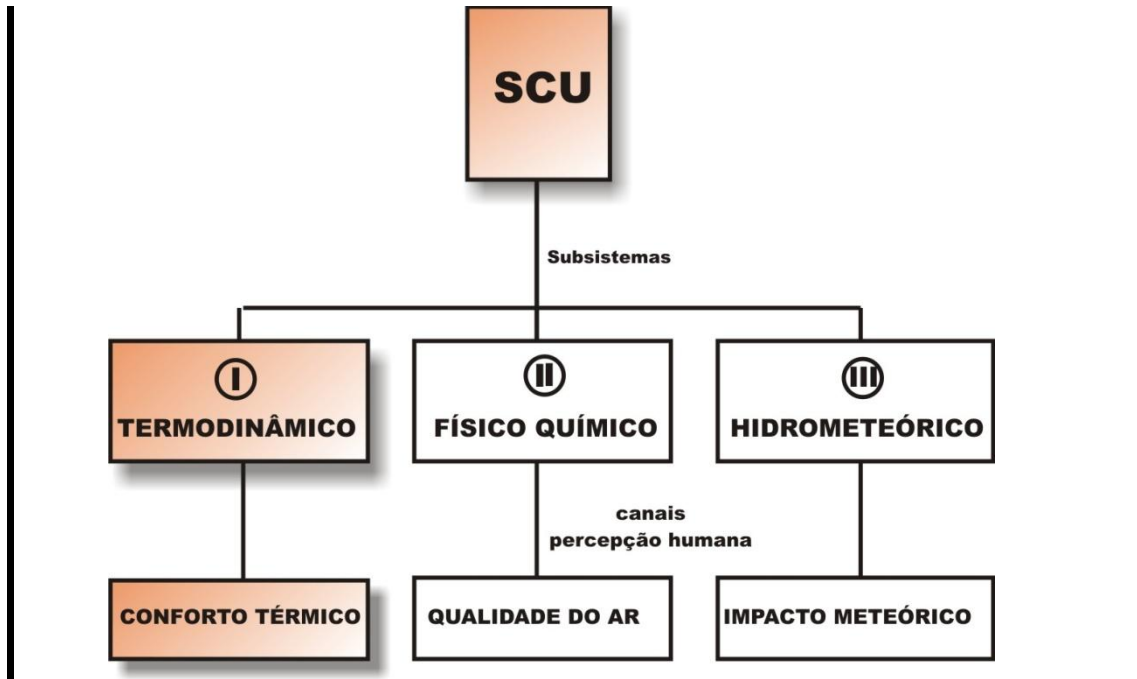 SCU
Subsistemas
I
II
III
TERMODINÂMICO
FÍSICO QUÍMICO
HIDROMETEÓRICO
canais
percepção humana
CONFORTO TÉRMICO
QUALIDADE DO AR
IMPACTO METEÓRICO